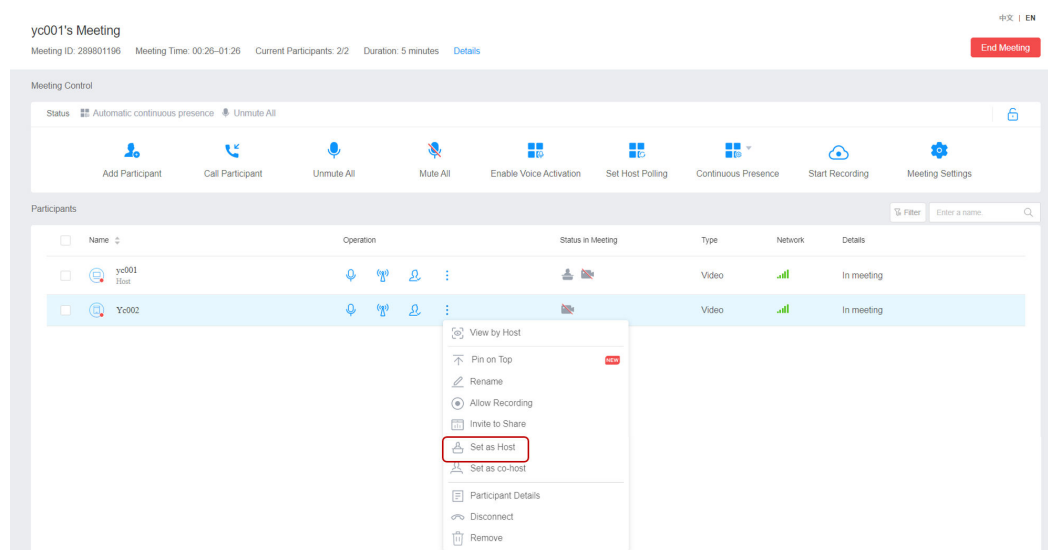 中文 | EN
yc001's Meeting
Meeting ID: 289801196 Meeting Time: 00:26–01:26 Current Participants: 2/2 Duration: 5 minutes Details
End Meeting
Meeting Control
Status Automatic continuous presence Unmute All
Add Participant Call Participant Unmute All Mute All Enable Voice Activation Set Host Polling Continuous Presence Start Recording Meeting Settings
Participants Filter Enter a name.
Name Operation Status in Meeting Type Network Details
yc001
Host
Video In meeting
Yc002 Video In meeting
View by Host
Pin on Top NEW
Rename
Allow Recording
Invite to Share
Set as Host
Set as co-host
Participant Details
Disconnect
Remove